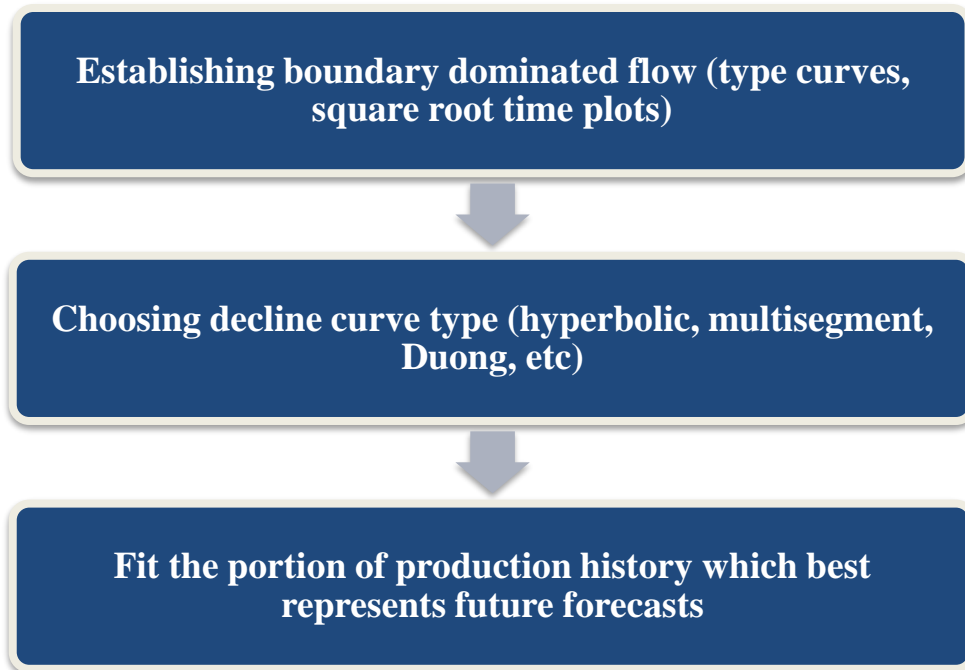 Establishing boundary dominated flow (type curves,
square root time plots)
Choosing decline curve type (hyperbolic, multisegment,
Duong, etc)
Fit the portion of production history which best
represents future forecasts